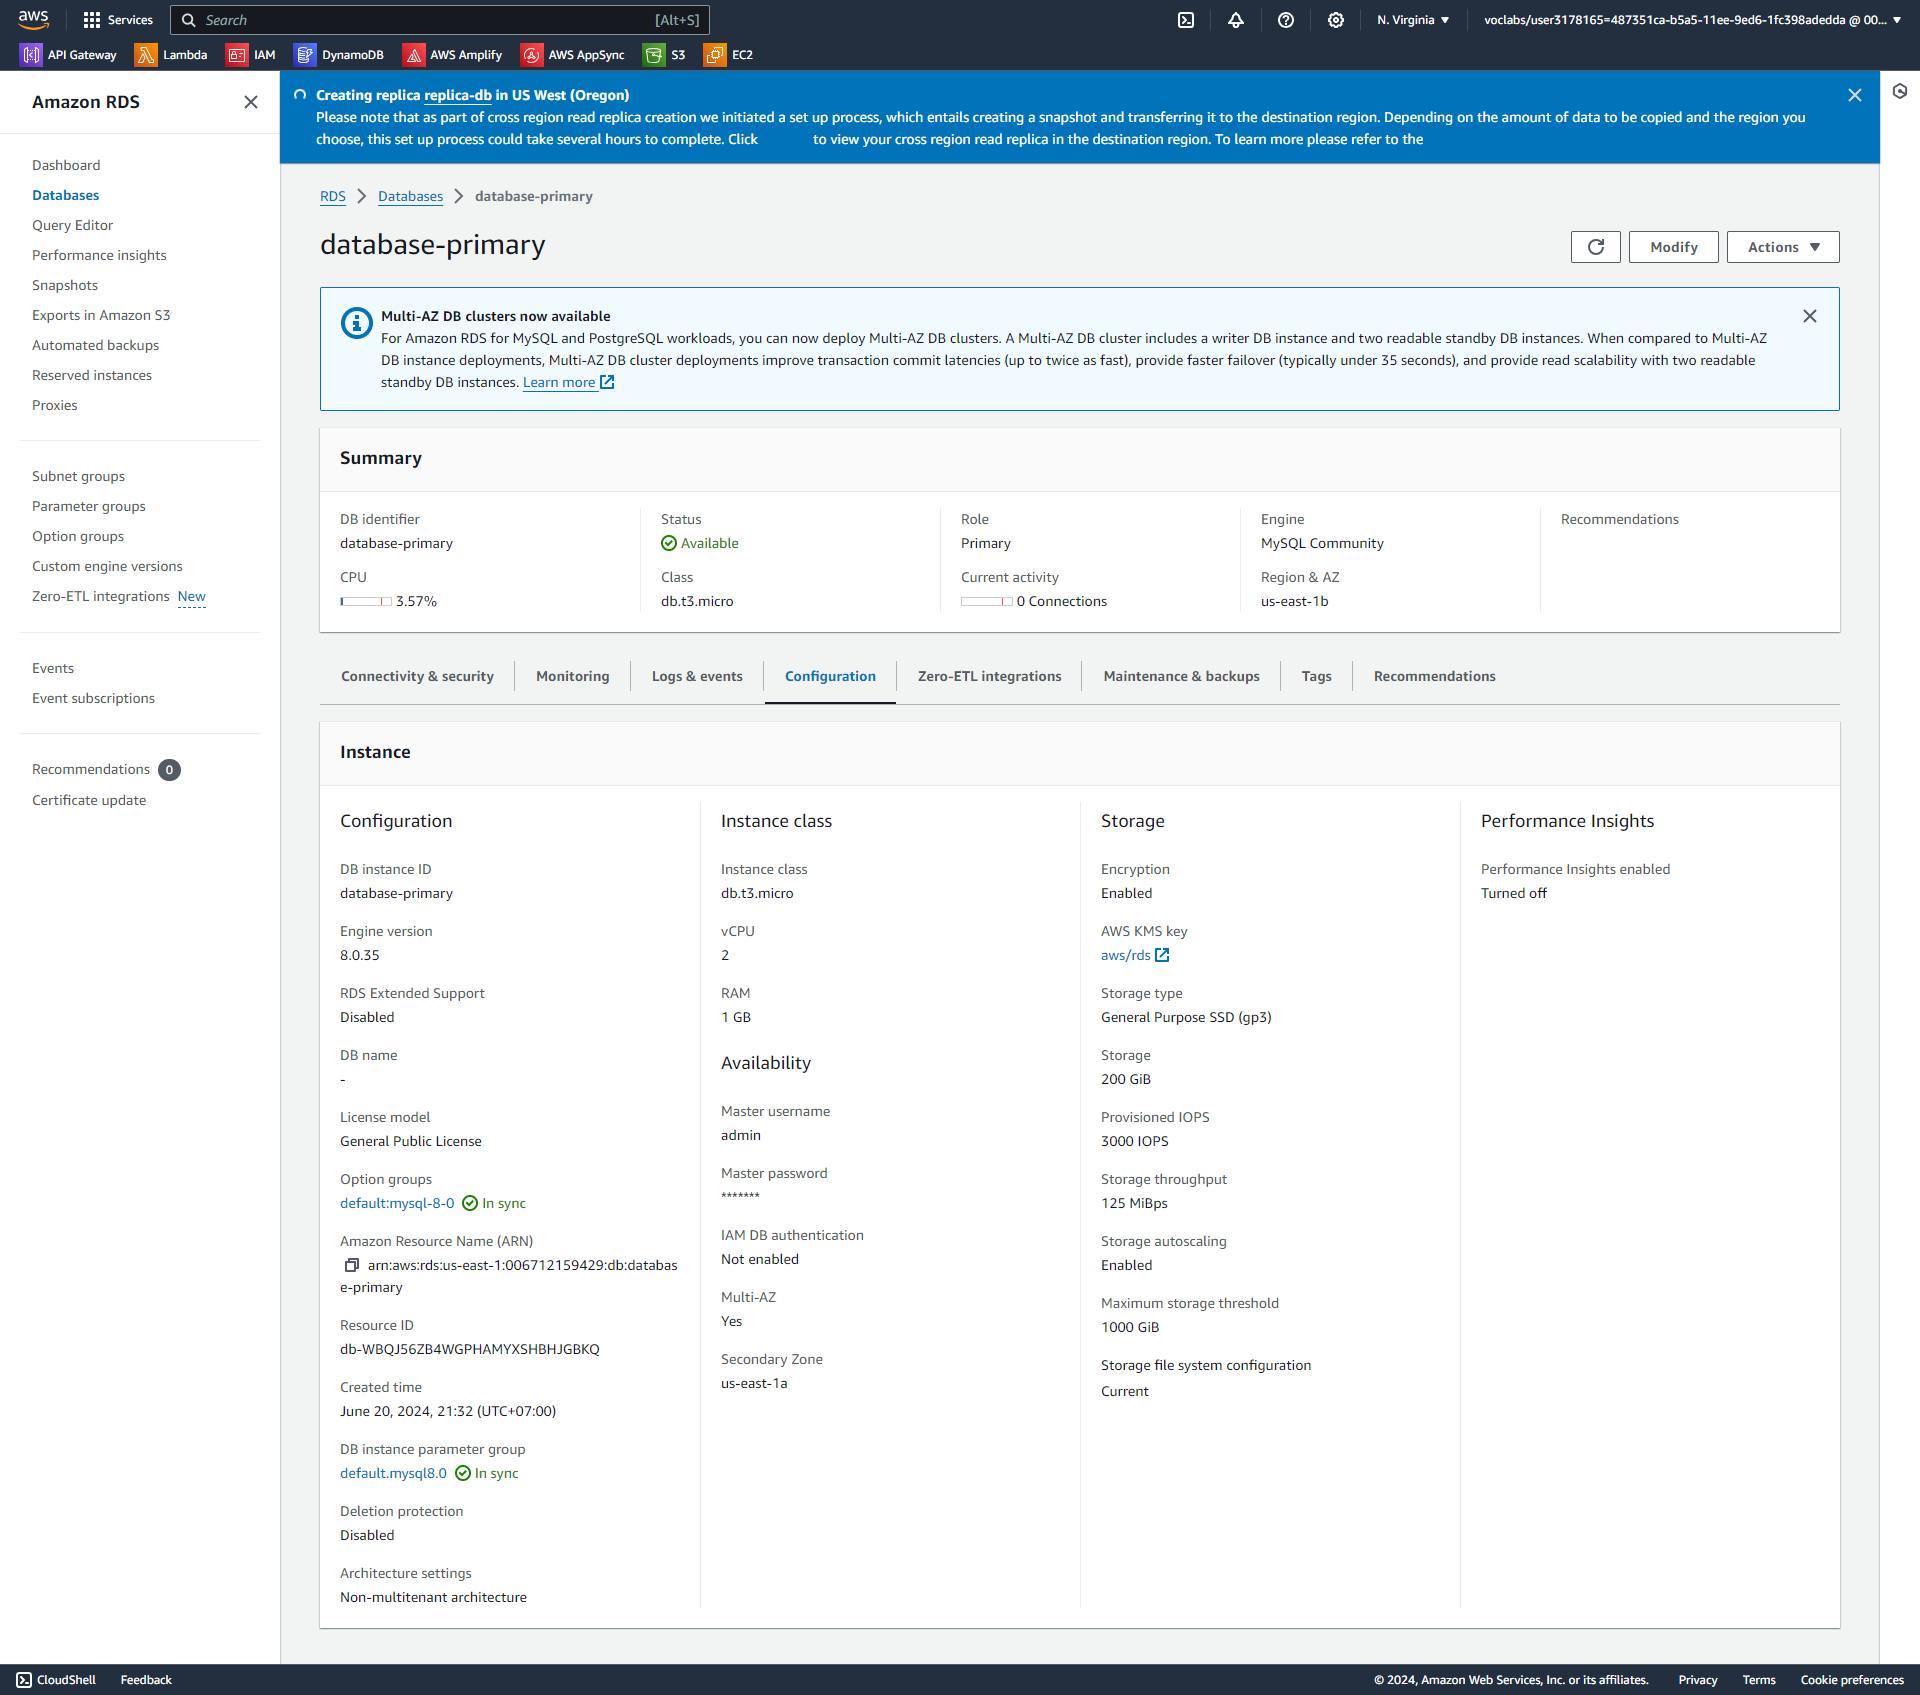 aws
Services
Search
[Alt+S]
N. Virginia
voclabs/user3178165=487351ca-b5a5-11ee-9ed6-1fc398adedda @ 00...
API Gateway
Lambda
IAM
DynamoDB
AWS Amplify
AWS AppSync
S3
EC2
Amazon RDS
Dashboard
Databases
Query Editor
Performance insights
Snapshots
Exports in Amazon S3
Automated backups
Reserved instances
Proxies
Subnet groups
Parameter groups
Option groups
Custom engine versions
Zero-ETL integrations New
Events
Event subscriptions
Recommendations 0
Certificate update
Creating replica replica-db in US West (Oregon)
Please note that as part of cross region read replica creation we initiated a set up process, which entails creating a snapshot and transferring it to the destination region. Depending on the amount of data to be copied and the region you
choose, this set up process could take several hours to complete. Click to view your cross region read replica in the destination region. To learn more please refer to the
RDS
Databases
database-primary
database-primary
Modify
Actions
Multi-AZ DB clusters now available
For Amazon RDS for MySQL and PostgreSQL workloads, you can now deploy Multi-AZ DB clusters. A Multi-AZ DB cluster includes a writer DB instance and two readable standby DB instances. When compared to Multi-AZ
DB instance deployments, Multi-AZ DB cluster deployments improve transaction commit latencies (up to twice as fast), provide faster failover (typically under 35 seconds), and provide read scalability with two readable
standby DB instances. Learn more
Summary
DB identifier
database-primary
CPU
3.57%
Status
Available
Class
db.t3.micro
Role
Primary
Current activity
0 Connections
Engine
MySQL Community
Region & AZ
us-east-1b
Recommendations
Connectivity & security
Monitoring
Logs & events
Configuration
Zero-ETL integrations
Maintenance & backups
Tags
Recommendations
Instance
Configuration
DB instance ID
database-primary
Engine version
8.0.35
RDS Extended Support
Disabled
DB name
-
License model
General Public License
Option groups
default:mysql-8-0 In sync
Amazon Resource Name (ARN)
arn:aws:rds:us-east-1:006712159429:db:databas
e-primary
Resource ID
db-WBQJ56ZB4WGPHAMYXSHBHJGBKQ
Created time
June 20, 2024, 21:32 (UTC+07:00)
DB instance parameter group
default.mysql8.0 In sync
Deletion protection
Disabled
Architecture settings
Non-multitenant architecture
Instance class
Instance class
db.t3.micro
vCPU
2
RAM
1 GB
Availability
Master username
admin
Master password
*******
IAM DB authentication
Not enabled
Multi-AZ
Yes
Secondary Zone
us-east-1a
Storage
Encryption
Enabled
AWS KMS key
aws/rds
Storage type
General Purpose SSD (gp3)
Storage
200 GiB
Provisioned IOPS
3000 IOPS
Storage throughput
125 MiBps
Storage autoscaling
Enabled
Maximum storage threshold
1000 GiB
Storage file system configuration
Current
Performance Insights
Performance Insights enabled
Turned off
CloudShell
Feedback
© 2024, Amazon Web Services, Inc. or its affiliates.
Privacy
Terms
Cookie preferences